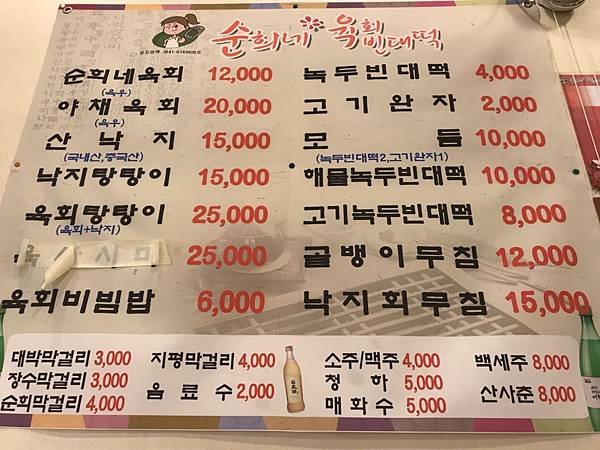 순희네 육회 빈대떡
순희네육회 12,000
(육우)
야채육회 20,000
(육우)
산낙지 15,000
(국내산,중국산)
낙지탕탕이 15,000
육회탕탕이 25,000
(육회+낙지)
25,000
육회비빔밥 6,000
녹두빈대떡 4,000
고기완자 2,000
모듬 10,000
(녹두빈대떡2,고기완자1)
해물녹두빈대떡 10,000
고기녹두빈대떡 8,000
골뱅이무침 12,000
낙지회무침 15,000
대박막걸리 3,000
장수막걸리 3,000
순희막걸리 4,000
지평막걸리 4,000
음료수 2,000
소주/맥주 4,000
청하 5,000
매화수 5,000
백세주 8,000
산사춘 8,000